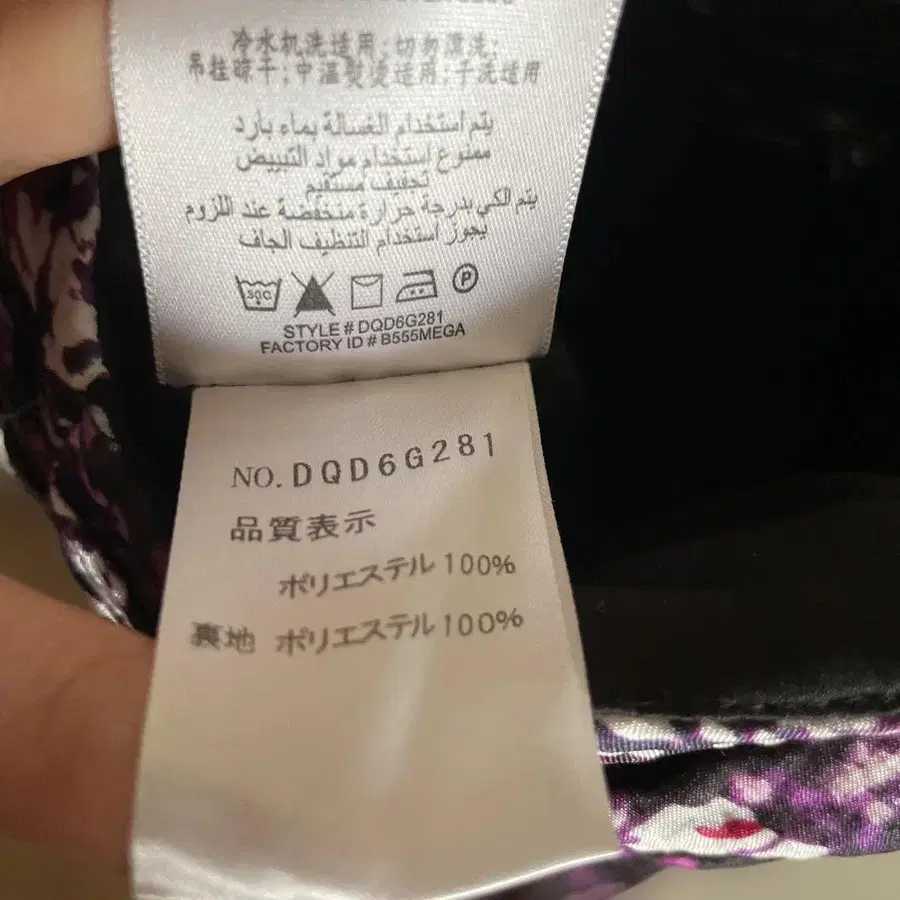 冷水机洗适用;切勿漂洗;
吊挂晾干;中温熨烫适用;干洗适用
يتم استخدام الغسالة بماء بارد
ممنوع استخدام مواد التبييض
تجفيف مستقيم
يتم الكي بدرجة حرارة منخفضة عند اللزوم
يجوز استخدام التنظيف الجاف
30C
P
STYLE # DQD6G281
FACTORY ID # B555MEGA
NO. DQD6G281
品質表示
ポリエステル 100%
裏地 ポリエステル 100%